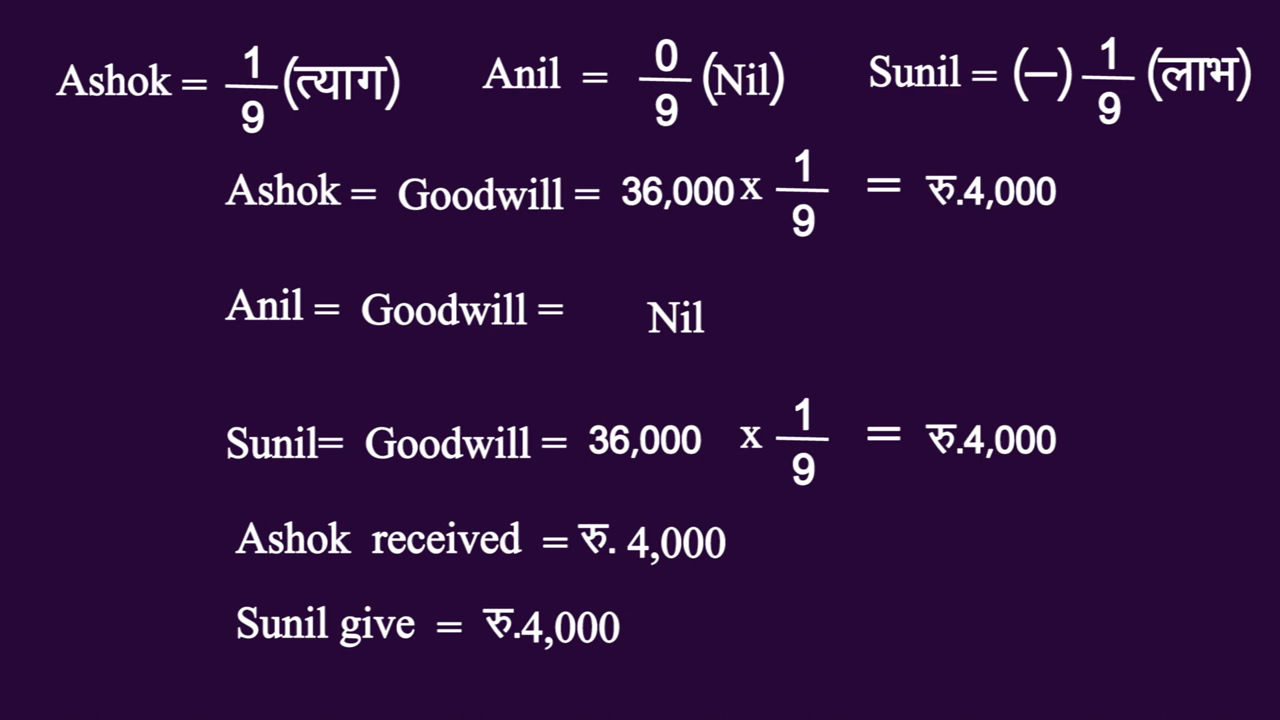 Ashok = 1/9 (त्याग) Anil = 0/9 (Nil) Sunil = (–) 1/9 (लाभ)
Ashok = Goodwill = 36,000 x 1/9 = रु.4,000
Anil = Goodwill = Nil
Sunil= Goodwill = 36,000 x 1/9 = रु.4,000
Ashok received = रु. 4,000
Sunil give = रु.4,000